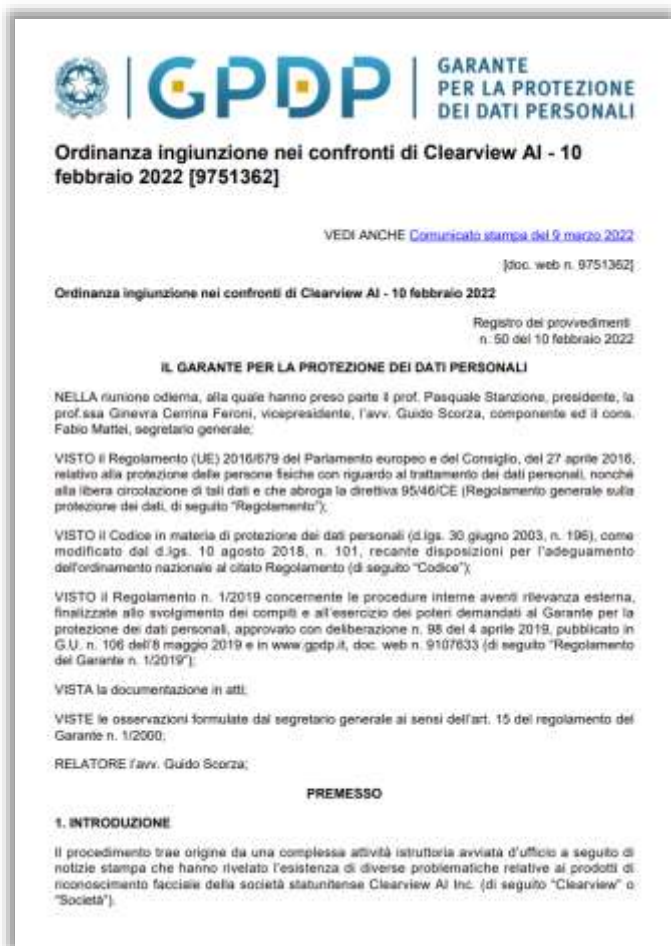 GPDP
GARANTE
PER LA PROTEZIONE
DEI DATI PERSONALI
Ordinanza ingiunzione nei confronti di Clearview AI - 10
febbraio 2022 [9751362]
VEDI ANCHE Comunicato stampa del 9 marzo 2022
[doc. web n. 9751362]
Ordinanza ingiunzione nei confronti di Clearview AI - 10 febbraio 2022
Registro dei provvedimenti
n. 50 del 10 febbraio 2022
IL GARANTE PER LA PROTEZIONE DEI DATI PERSONALI
NELLA riunione odierna, alla quale hanno preso parte il prof. Pasquale Stanzione, presidente, la
prof.ssa Ginevra Cerrina Feroni, vicepresidente, l'avv. Guido Scorza, componente ed il cons.
Fabio Mattei, segretario generale;
VISTO il Regolamento (UE) 2016/679 del Parlamento europeo e del Consiglio, del 27 aprile 2016,
relativo alla protezione delle persone fisiche con riguardo al trattamento dei dati personali, nonché
alla libera circolazione di tali dati e che abroga la direttiva 95/46/CE (Regolamento generale sulla
protezione dei dati, di seguito "Regolamento");
VISTO il Codice in materia di protezione dei dati personali (d.lgs. 30 giugno 2003, n. 196), come
modificato dal d.lgs. 10 agosto 2018, n. 101, recante disposizioni per l'adeguamento
dell'ordinamento nazionale al citato Regolamento (di seguito "Codice");
VISTO il Regolamento n. 1/2019 concernente le procedure interne aventi rilevanza esterna,
finalizzate allo svolgimento dei compiti e all'esercizio dei poteri demandati al Garante per la
protezione dei dati personali, approvato con deliberazione n. 98 del 4 aprile 2019, pubblicato in
G.U. n. 106 dell'8 maggio 2019 e in www.gpdp.it, doc. web n. 9107633 (di seguito "Regolamento
del Garante n. 1/2019");
VISTA la documentazione in atti;
VISTE le osservazioni formulate dal segretario generale ai sensi dell'art. 15 del regolamento del
Garante n. 1/2000;
RELATORE l'avv. Guido Scorza;
PREMESSO
1. INTRODUZIONE
Il procedimento trae origine da una complessa attività istruttoria avviata d'ufficio a seguito di
notizie stampa che hanno rivelato l'esistenza di diverse problematiche relative ai prodotti di
riconoscimento facciale della società statunitense Clearview AI Inc. (di seguito "Clearview" o
"Società").